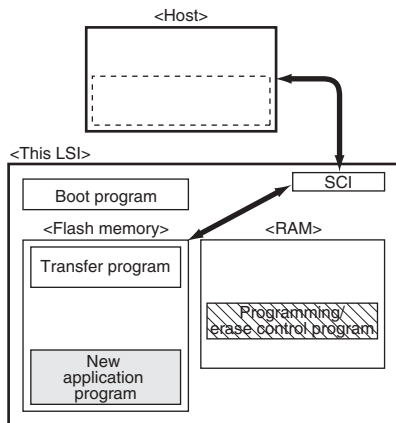 <Host>
<This LSI>
SCI
Boot program
<Flash memory>
<RAM>
Transfer program
Programming/
erase control program
New
application
program